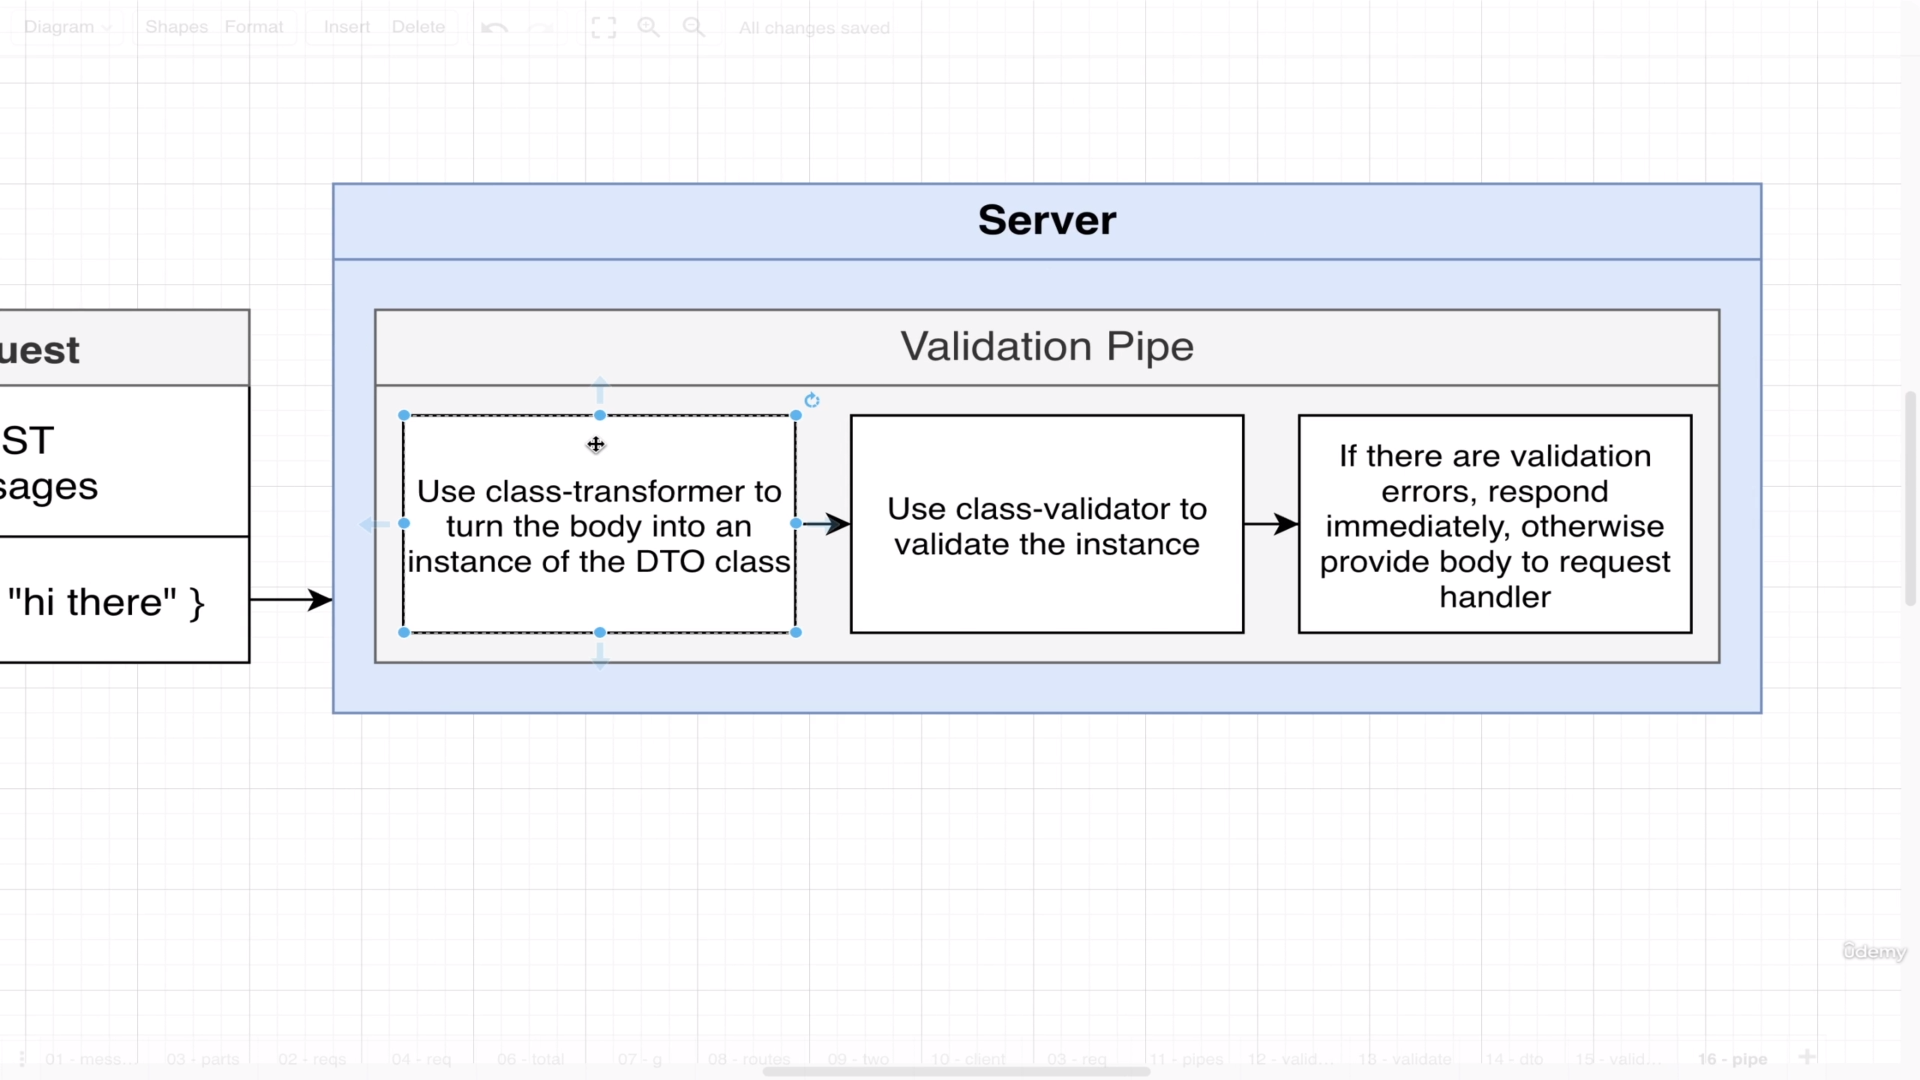 Diagram
Shapes
Format
Insert
Delete
All changes saved
Server
uest
Validation Pipe
ST
sages
"hi there" }
Use class-transformer to
turn the body into an
instance of the DTO class
Use class-validator to
validate the instance
If there are validation
errors, respond
immediately, otherwise
provide body to request
handler
ûdemy
01 - mess...
03 - parts
02 - reqs
04 - req
06 - total
07 - g
08 - routes
09 - two
10 - client
03 - req
11 - pipes
12 - valid...
13 - validate
14 - dto
15 - valid...
16 - pipe